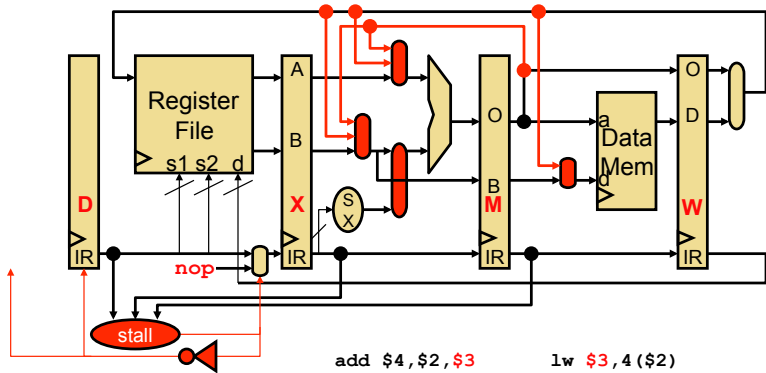 A
O
Register
File
O
a
D
Data
Mem
B
s1 s2 d
S
X
B
d
D
X
M
W
IR
IR
IR
IR
nop
stall
add $4,$2,$3
lw $3,4($2)